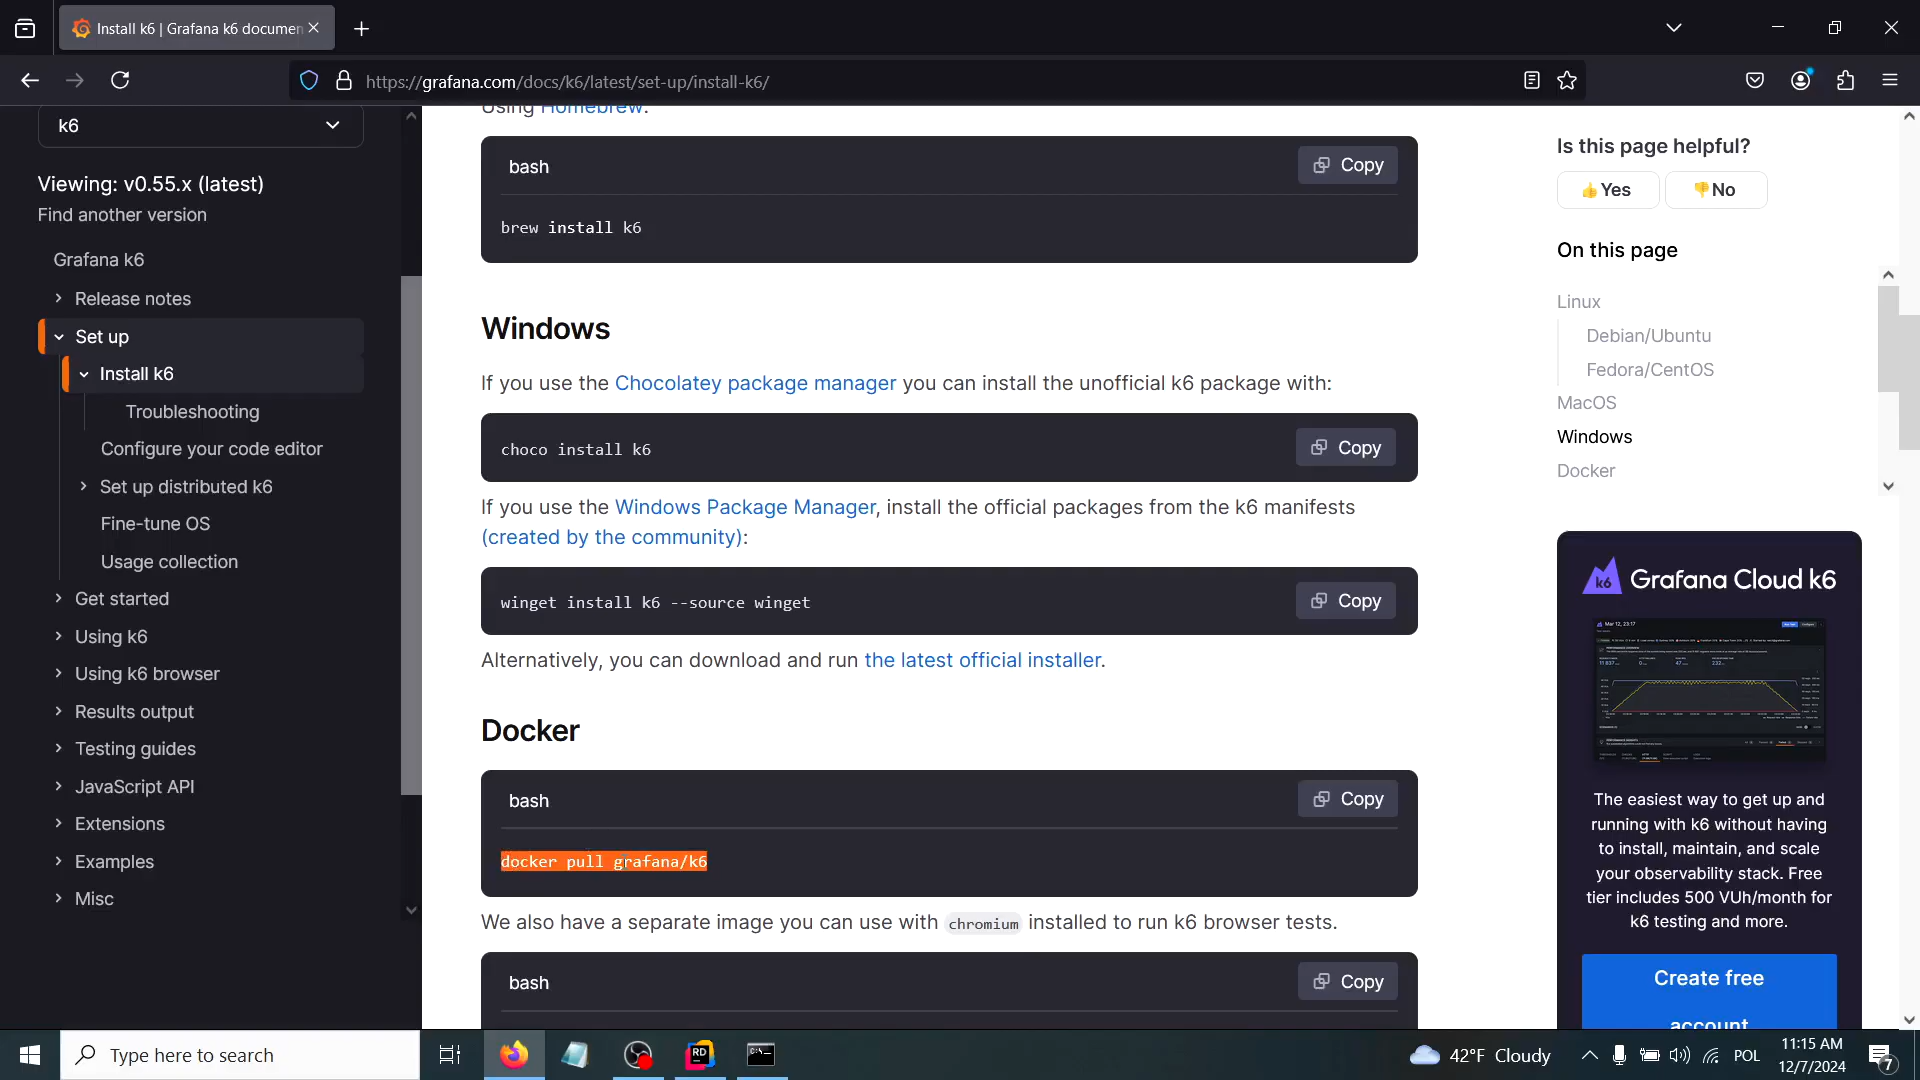 Install k6 | Grafana k6 documen
https://grafana.com/docs/k6/latest/set-up/install-k6/
k6
Viewing: v0.55.x (latest)
Find another version
Grafana k6
Release notes
Set up
Install k6
Troubleshooting
Configure your code editor
Set up distributed k6
Fine-tune OS
Usage collection
Get started
Using k6
Using k6 browser
Results output
Testing guides
JavaScript API
Extensions
Examples
Misc
Using Homebrew:
bash
Copy
brew install k6
Windows
If you use the Chocolatey package manager you can install the unofficial k6 package with:
choco install k6
Copy
If you use the Windows Package Manager, install the official packages from the k6 manifests
(created by the community):
winget install k6 --source winget
Copy
Alternatively, you can download and run the latest official installer.
Docker
bash
Copy
docker pull grafana/k6
We also have a separate image you can use with chromium installed to run k6 browser tests.
bash
Copy
Is this page helpful?
👍 Yes
👎 No
On this page
Linux
Debian/Ubuntu
Fedora/CentOS
MacOS
Windows
Docker
k6 Grafana Cloud k6
The easiest way to get up and
running with k6 without having
to install, maintain, and scale
your observability stack. Free
tier includes 500 VUh/month for
k6 testing and more.
Create free
account
Type here to search
RD
42°F Cloudy
POL
11:15 AM
12/7/2024
7